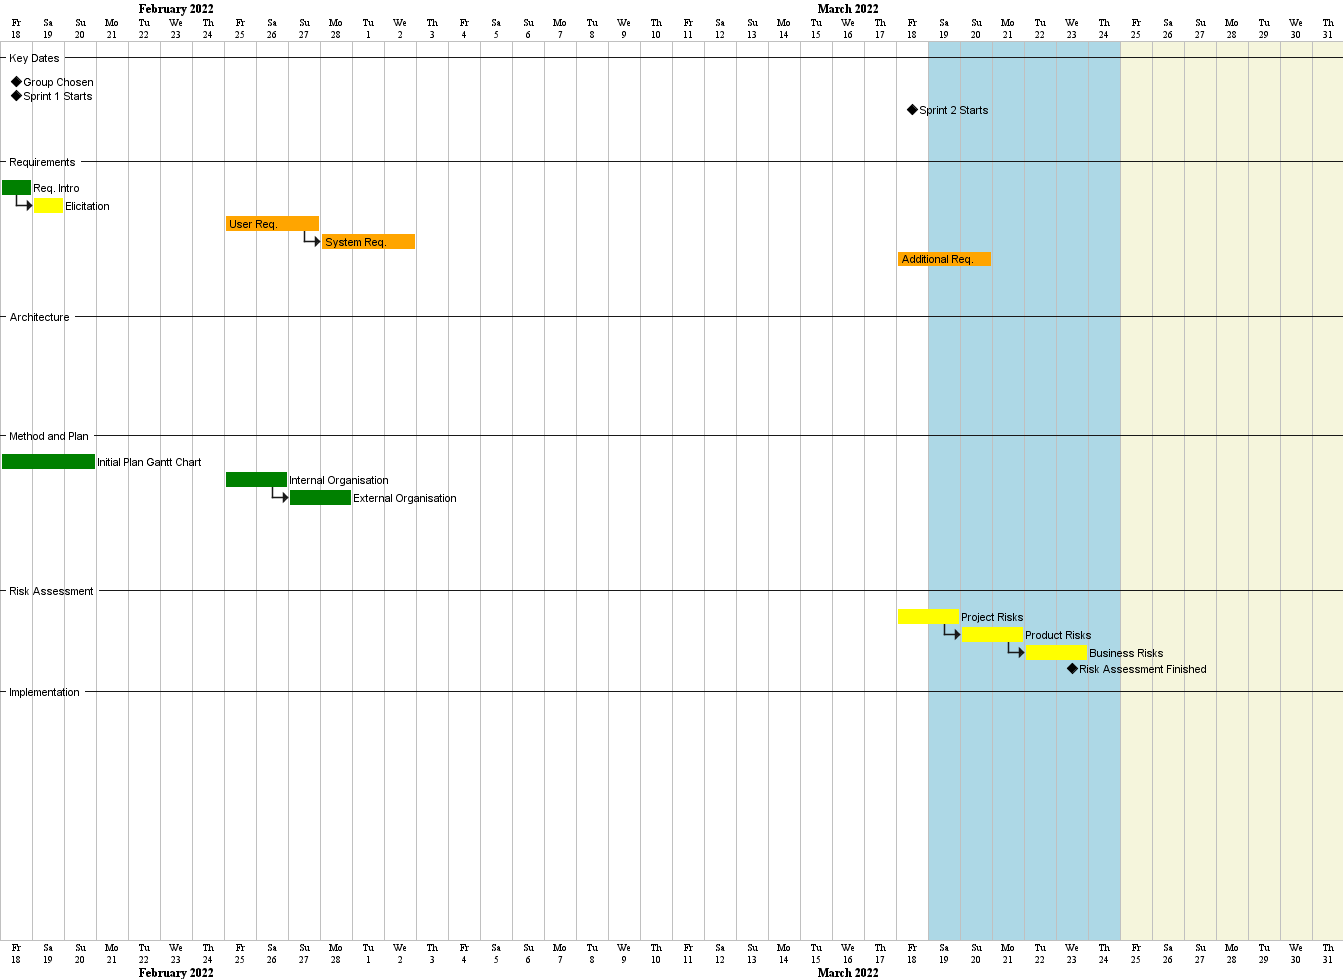 February 2022 March 2022
Fr Sa Su Mo Tu We Th Fr Sa Su Mo Tu We Th Fr Sa Su Mo Tu We Th Fr Sa Su Mo Tu We Th Fr Sa Su Mo Tu We Th Fr Sa Su Mo Tu We Th
18 19 20 21 22 23 24 25 26 27 28 1 2 3 4 5 6 7 8 9 10 11 12 13 14 15 16 17 18 19 20 21 22 23 24 25 26 27 28 29 30 31
Key Dates
Group Chosen
Sprint 1 Starts
Sprint 2 Starts
Requirements
Req. Intro
Elicitation
User Req.
System Req.
Additional Req.
Architecture
Method and Plan
Initial Plan Gantt Chart
Internal Organisation
External Organisation
Risk Assessment
Project Risks
Product Risks
Business Risks
Risk Assessment Finished
Implementation
Fr Sa Su Mo Tu We Th Fr Sa Su Mo Tu We Th Fr Sa Su Mo Tu We Th Fr Sa Su Mo Tu We Th Fr Sa Su Mo Tu We Th Fr Sa Su Mo Tu We Th
18 19 20 21 22 23 24 25 26 27 28 1 2 3 4 5 6 7 8 9 10 11 12 13 14 15 16 17 18 19 20 21 22 23 24 25 26 27 28 29 30 31
February 2022 March 2022